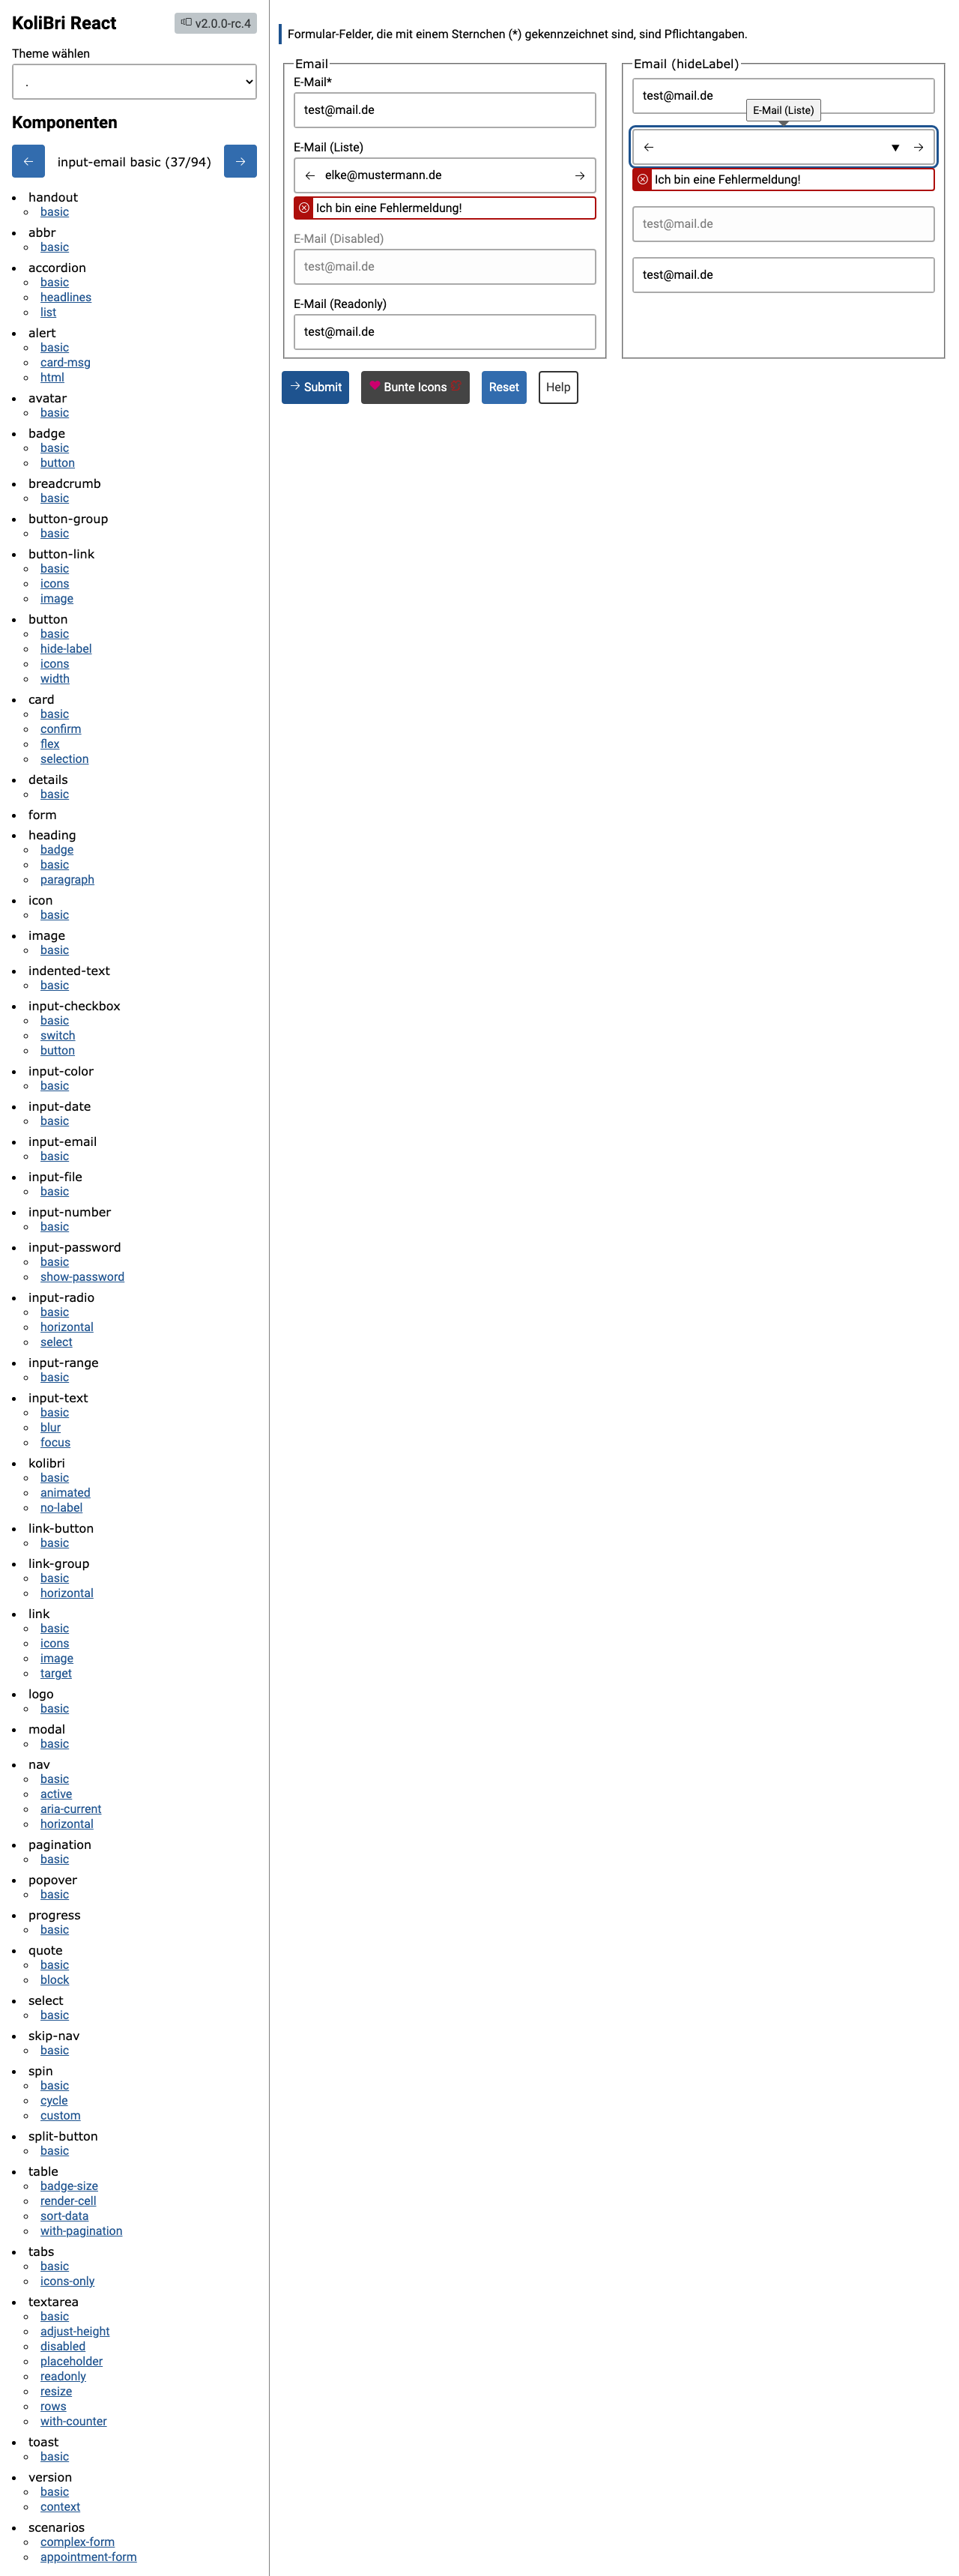 KoliBri React
v2.0.0-rc.4
Theme wählen
.
Komponenten
← input-email basic (37/94) →
handout
basic
abbr
basic
accordion
basic
headlines
list
alert
basic
card-msg
html
avatar
basic
badge
basic
button
breadcrumb
basic
button-group
basic
button-link
basic
icons
image
button
basic
hide-label
icons
width
card
basic
confirm
flex
selection
details
basic
form
heading
badge
basic
paragraph
icon
basic
image
basic
indented-text
basic
input-checkbox
basic
switch
button
input-color
basic
input-date
basic
input-email
basic
input-file
basic
input-number
basic
input-password
basic
show-password
input-radio
basic
horizontal
select
input-range
basic
input-text
basic
blur
focus
kolibri
basic
animated
no-label
link-button
basic
link-group
basic
horizontal
link
basic
icons
image
target
logo
basic
modal
basic
nav
basic
active
aria-current
horizontal
pagination
basic
popover
basic
progress
basic
quote
basic
block
select
basic
skip-nav
basic
spin
basic
cycle
custom
split-button
basic
table
badge-size
render-cell
sort-data
with-pagination
tabs
basic
icons-only
textarea
basic
adjust-height
disabled
placeholder
readonly
resize
rows
with-counter
toast
basic
version
basic
context
scenarios
complex-form
appointment-form
Formular-Felder, die mit einem Sternchen (*) gekennzeichnet sind, sind Pflichtangaben.
Email
E-Mail*
test@mail.de
E-Mail (Liste)
← elke@mustermann.de →
Ich bin eine Fehlermeldung!
E-Mail (Disabled)
test@mail.de
E-Mail (Readonly)
test@mail.de
Email (hideLabel)
test@mail.de
E-Mail (Liste)
← ▼ →
Ich bin eine Fehlermeldung!
test@mail.de
test@mail.de
→ Submit
Bunte Icons
Reset
Help